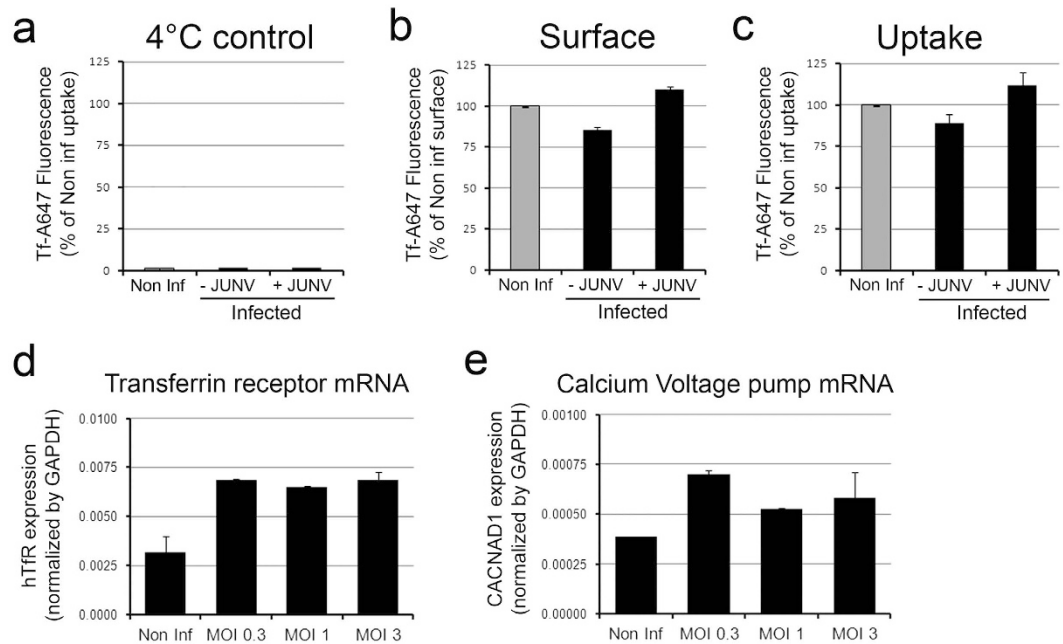 a
4°C control
Tf-A647 Fluorescence
(% of Non inf uptake)
125
100
75
50
25
0
Non Inf
- JUNV
+ JUNV
Infected
b
Surface
Tf-A647 Fluorescence
(% of Non inf surface)
125
100
75
50
25
0
Non Inf
- JUNV
+ JUNV
Infected
c
Uptake
Tf-A647 Fluorescence
(% of Non inf uptake)
125
100
75
50
25
0
Non Inf
- JUNV
+ JUNV
Infected
d
Transferrin receptor mRNA
hTfR expression
(normalized by GAPDH)
0.0100
0.0075
0.0050
0.0025
0.0000
Non Inf
MOI 0.3
MOI 1
MOI 3
e
Calcium Voltage pump mRNA
CACNAD1 expression
(normalized by GAPDH)
0.00100
0.00075
0.00050
0.00025
0.00000
Non Inf
MOI 0.3
MOI 1
MOI 3